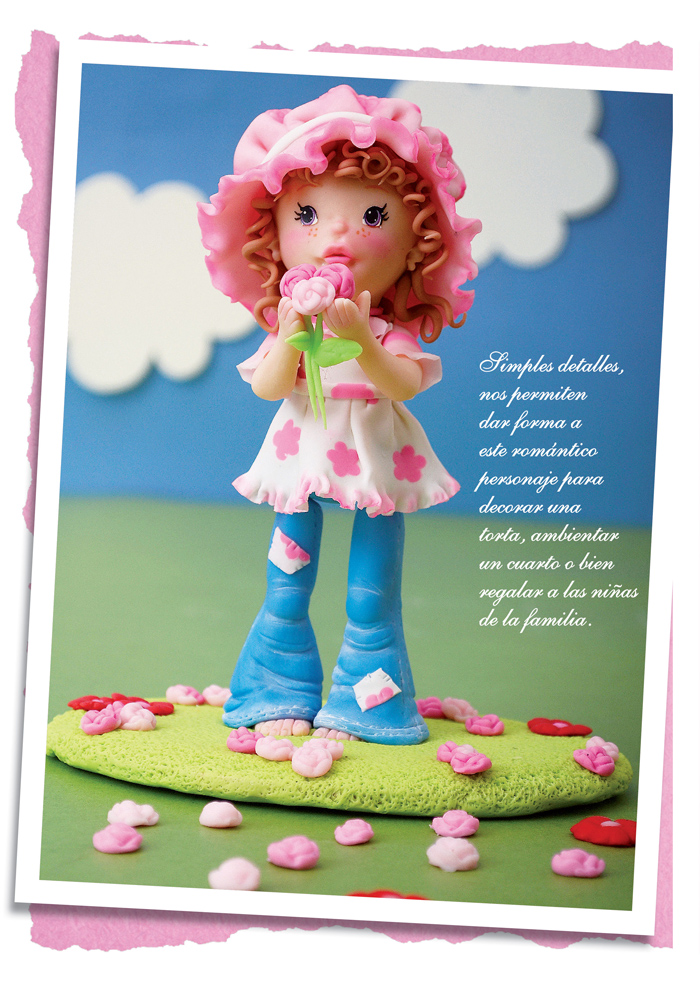 Simples detalles,
nos permiten
dar forma a
este romántico
personaje para
decorar una
torta, ambientar
un cuarto o bien
regalar a las niñas
de la familia.